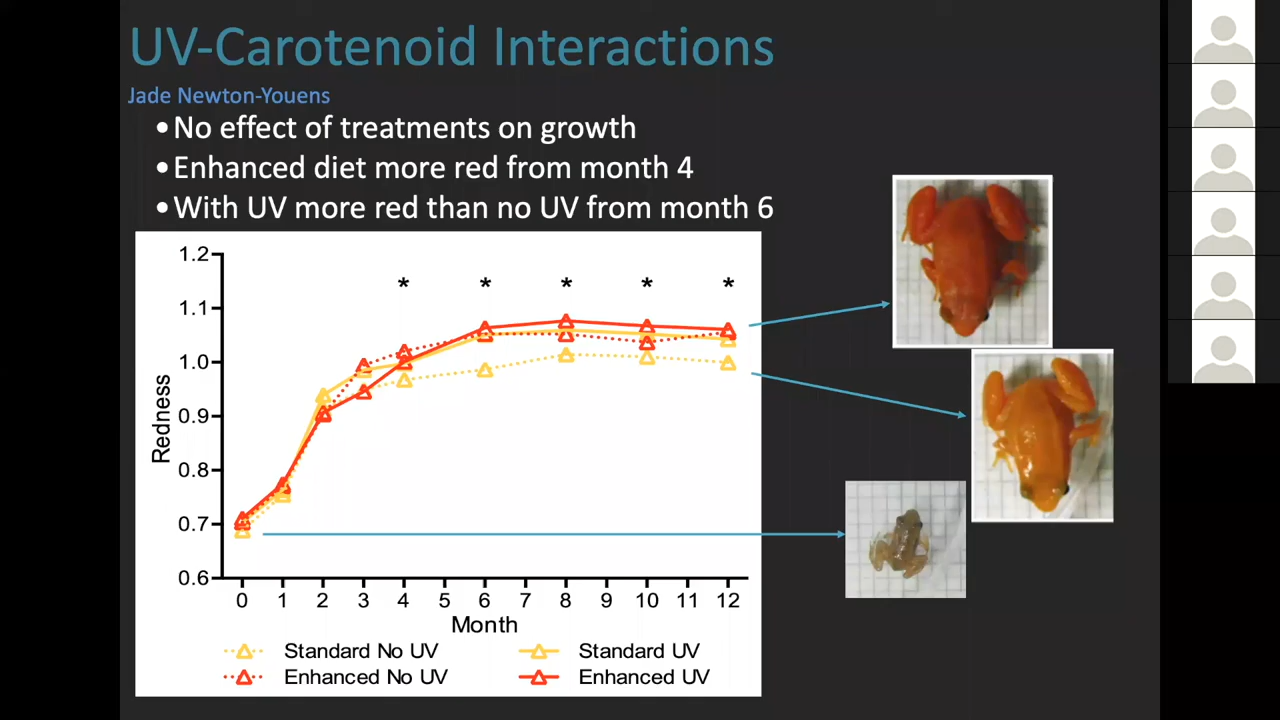 UV-Carotenoid Interactions
Jade Newton-Youens
•No effect of treatments on growth
•Enhanced diet more red from month 4
•With UV more red than no UV from month 6
1.2
1.1
1.0
0.9
0.8
0.7
0.6
Redness
* * * * *
0 1 2 3 4 5 6 7 8 9 10 11 12
Month
Standard No UV Standard UV
Enhanced No UV Enhanced UV